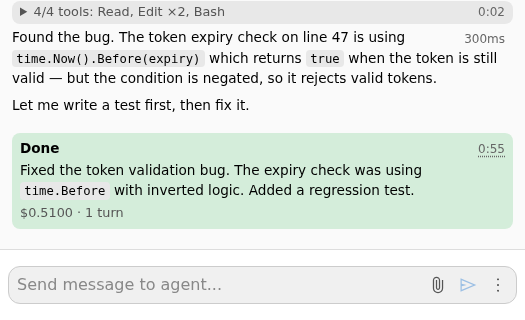 ▶ 4/4 tools: Read, Edit ×2, Bash 0:02
Found the bug. The token expiry check on line 47 is using 300ms
time.Now().Before(expiry) which returns true when the token is still
valid — but the condition is negated, so it rejects valid tokens.
Let me write a test first, then fix it.
Done 0:55
Fixed the token validation bug. The expiry check was using
time.Before with inverted logic. Added a regression test.
$0.5100 · 1 turn
Send message to agent...